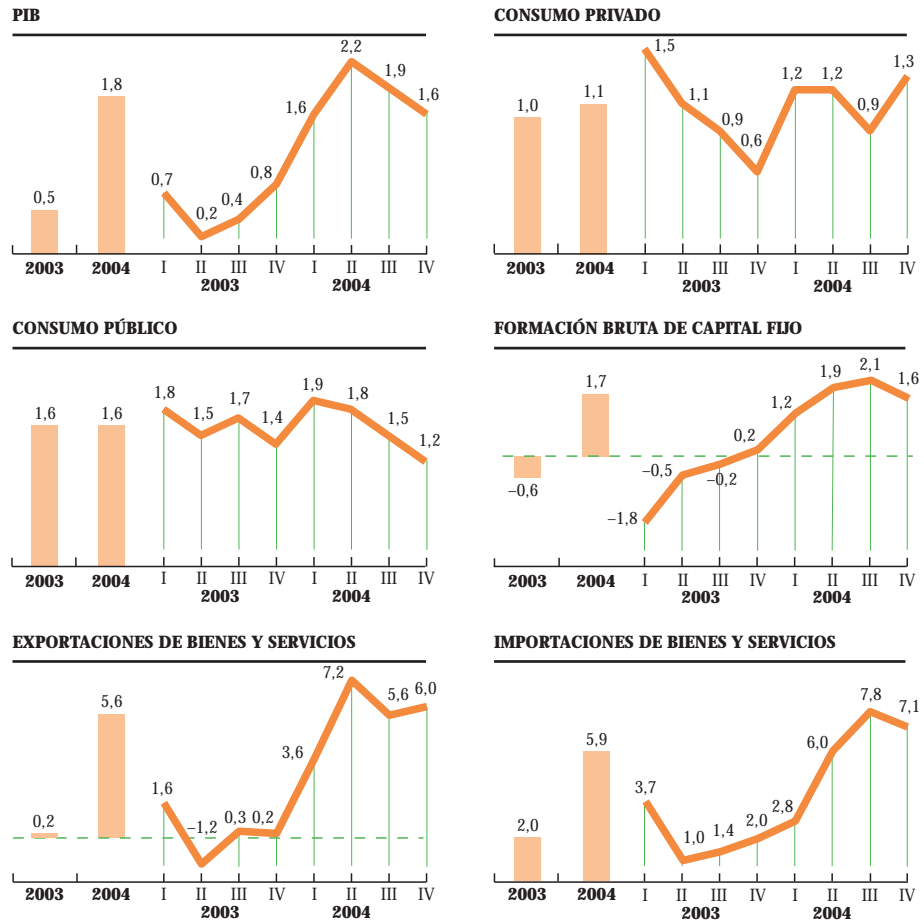 PIB
2,2
1,8
1,9
1,6
1,6
0,7
0,8
0,5
0,4
0,2
2003 2004 I II III IV I II III IV
2003 2004
CONSUMO PRIVADO
1,5
1,3
1,2 1,2
1,0 1,1 1,1
0,9 0,9
0,6
2003 2004 I II III IV I II III IV
2003 2004
CONSUMO PÚBLICO
1,6 1,6 1,8 1,5 1,7 1,4 1,9 1,8 1,5 1,2
2003 2004 I II III IV I II III IV
2003 2004
FORMACIÓN BRUTA DE CAPITAL FIJO
2,1
1,7 1,9 1,6
1,2
0,2
–0,6 –0,5 –0,2
–1,8
2003 2004 I II III IV I II III IV
2003 2004
EXPORTACIONES DE BIENES Y SERVICIOS
7,2
5,6 5,6 6,0
3,6
1,6
0,2 –1,2 0,3 0,2
2003 2004 I II III IV I II III IV
2003 2004
IMPORTACIONES DE BIENES Y SERVICIOS
7,8
7,1
5,9 6,0
3,7
2,8
2,0 1,0 1,4 2,0
2003 2004 I II III IV I II III IV
2003 2004